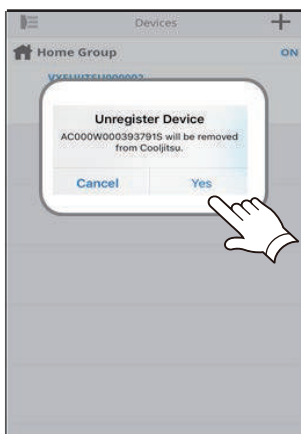 Devices +
Home Group ON
Unregister Device
AC000W000393791S will be removed
from Cooljitsu.
Cancel Yes